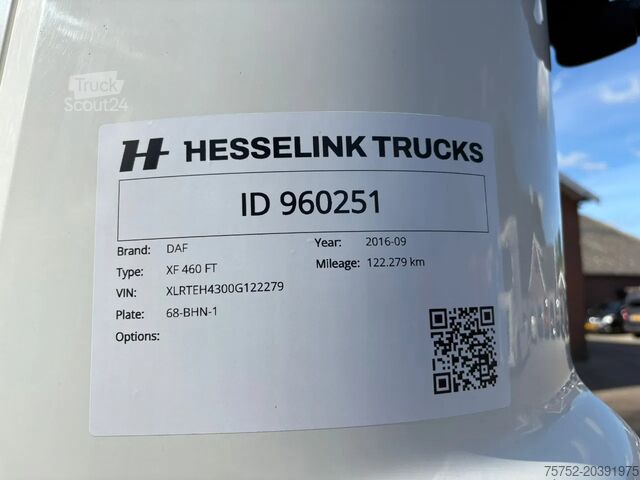 Truck
Scout24
H HESSELINK TRUCKS
ID 960251
Brand: DAF Year: 2016-09
Type: XF 460 FT Mileage: 122.279 km
VIN: XLRTEH4300G122279
Plate: 68-BHN-1
Options:
75752-20391975